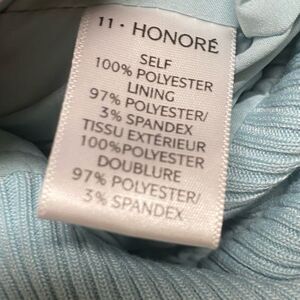 11 · HONORÉ
SELF
100% POLYESTER
LINING
97% POLYESTER/
3% SPANDEX
TISSU EXTÉRIEUR
100%POLYESTER
DOUBLURE
97% POLYESTER/
3% SPANDEX